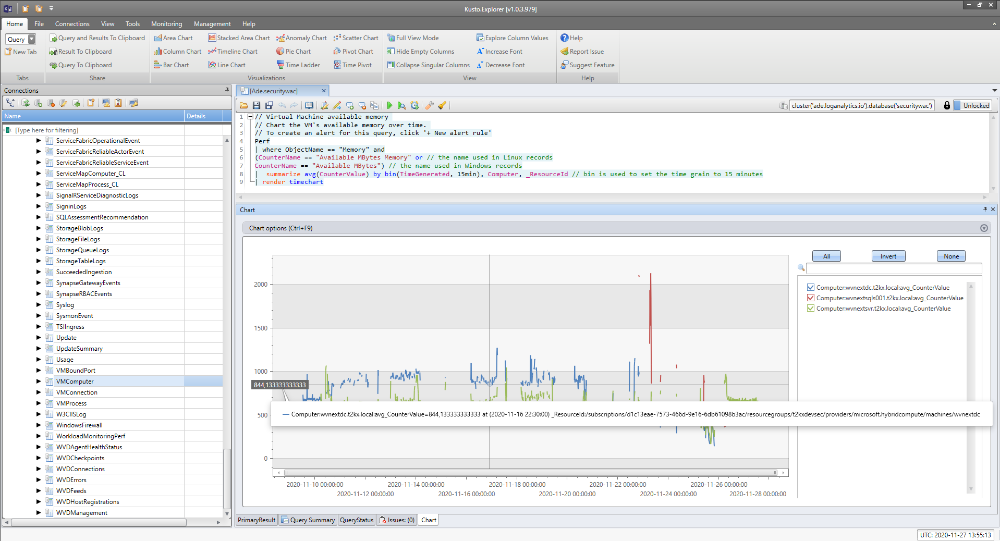 Kusto.Explorer [v1.0.3.979]
Home File Connections View Tools Monitoring Management Help
Query
New Tab
Tabs
Query and Results To Clipboard
Result To Clipboard
Query To Clipboard
Share
Area Chart Stacked Area Chart Anomaly Chart Scatter Chart
Column Chart Timeline Chart Pie Chart Pivot Chart
Bar Chart Line Chart Time Ladder Time Pivot
Visualizations
Full View Mode Explore Column Values
Hide Empty Columns Increase Font
Collapse Singular Columns Decrease Font
View
Help
Report Issue
Suggest Feature
Help
Connections
Name Details
[Type here for filtering]
ServiceFabricOperationalEvent
ServiceFabricReliableActorEvent
ServiceFabricReliableServiceEvent
ServiceMapComputer_CL
ServiceMapProcess_CL
SignalRServiceDiagnosticLogs
SigninLogs
SQLAssessmentRecommendation
StorageBlobLogs
StorageFileLogs
StorageQueueLogs
StorageTableLogs
SucceededIngestion
SynapseGatewayEvents
SynapseRBACEvents
Syslog
SysmonEvent
TSIIngress
Update
UpdateSummary
Usage
VMBoundPort
VMComputer
VMConnection
VMProcess
W3CIISLog
WindowsFirewall
WorkloadMonitoringPerf
WVDAgentHealthStatus
WVDCheckpoints
WVDConnections
WVDErrors
WVDFeeds
WVDHostRegistrations
WVDManagement
[Ade.securitywac]
cluster('ade.loganalytics.io').database('securitywac') Unlocked
1 // Virtual Machine available memory
2 // Chart the VM's available memory over time.
3 // To create an alert for this query, click '+ New alert rule'
4 Perf
5 | where ObjectName == "Memory" and
6 (CounterName == "Available MBytes Memory" or // the name used in Linux records
7 CounterName == "Available MBytes") // the name used in Windows records
8 | summarize avg(CounterValue) by bin(TimeGenerated, 15min), Computer, _ResourceId // bin is used to set the time grain to 15 minutes
9 | render timechart
Chart
Chart options (Ctrl+F9)
All Invert None
Computer:wvnextdc.t2kx.local:avg_CounterValue
Computer:wvnextsqls001.t2kx.local:avg_CounterValue
Computer:wvnextsvr.t2kx.local:avg_CounterValue
2000
1500
1000
844,133333333333
500
Computer:wvnextdc.t2kx.local:avg_CounterValue=844,133333333333 at (2020-11-16 22:30:00) _ResourceId:/subscriptions/d1c13eae-7573-466d-9e16-6db61098b3ac/resourcegroups/t2kxdevsec/providers/microsoft.hybridcompute/machines/wvnextdc
0
2020-11-10 00:00:00 2020-11-14 00:00:00 2020-11-18 00:00:00 2020-11-22 00:00:00 2020-11-26 00:00:00
2020-11-12 00:00:00 2020-11-16 00:00:00 2020-11-20 00:00:00 2020-11-24 00:00:00 2020-11-28 00:00:00
PrimaryResult Query Summary QueryStatus Issues: (0) Chart
UTC: 2020-11-27 13:55:13